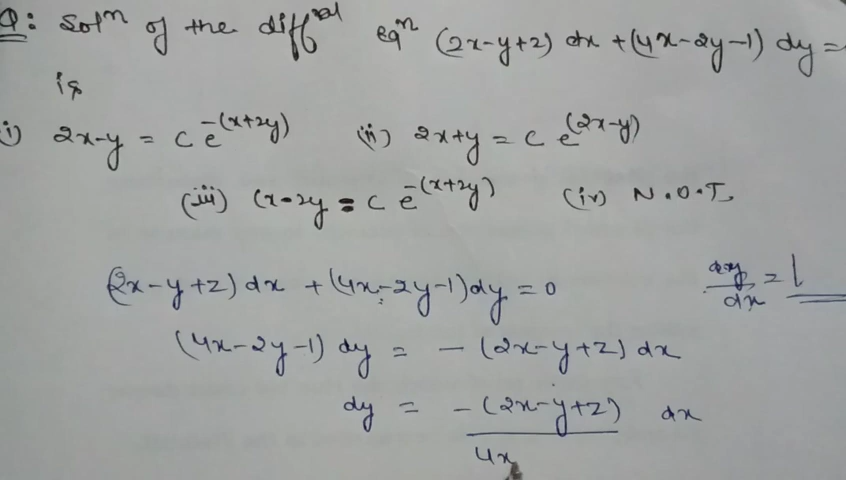 Q: Solⁿ of the diffⁿᵗⁱᵃˡ eqⁿ (2x-y+2) dx + (4x-2y-1) dy =
is
i) 2x-y = c e^-(x+2y) (ii) 2x+y = c e^(2x-y)
(iii) (x-2y = c e^-(x+2y) (iv) N.O.T.
(2x-y+2) dx + (4x-2y-1) dy = 0
(4x-2y-1) dy = - (2x-y+2) dx
dy = -(2x-y+2) dx
4x
dy/dx = 1